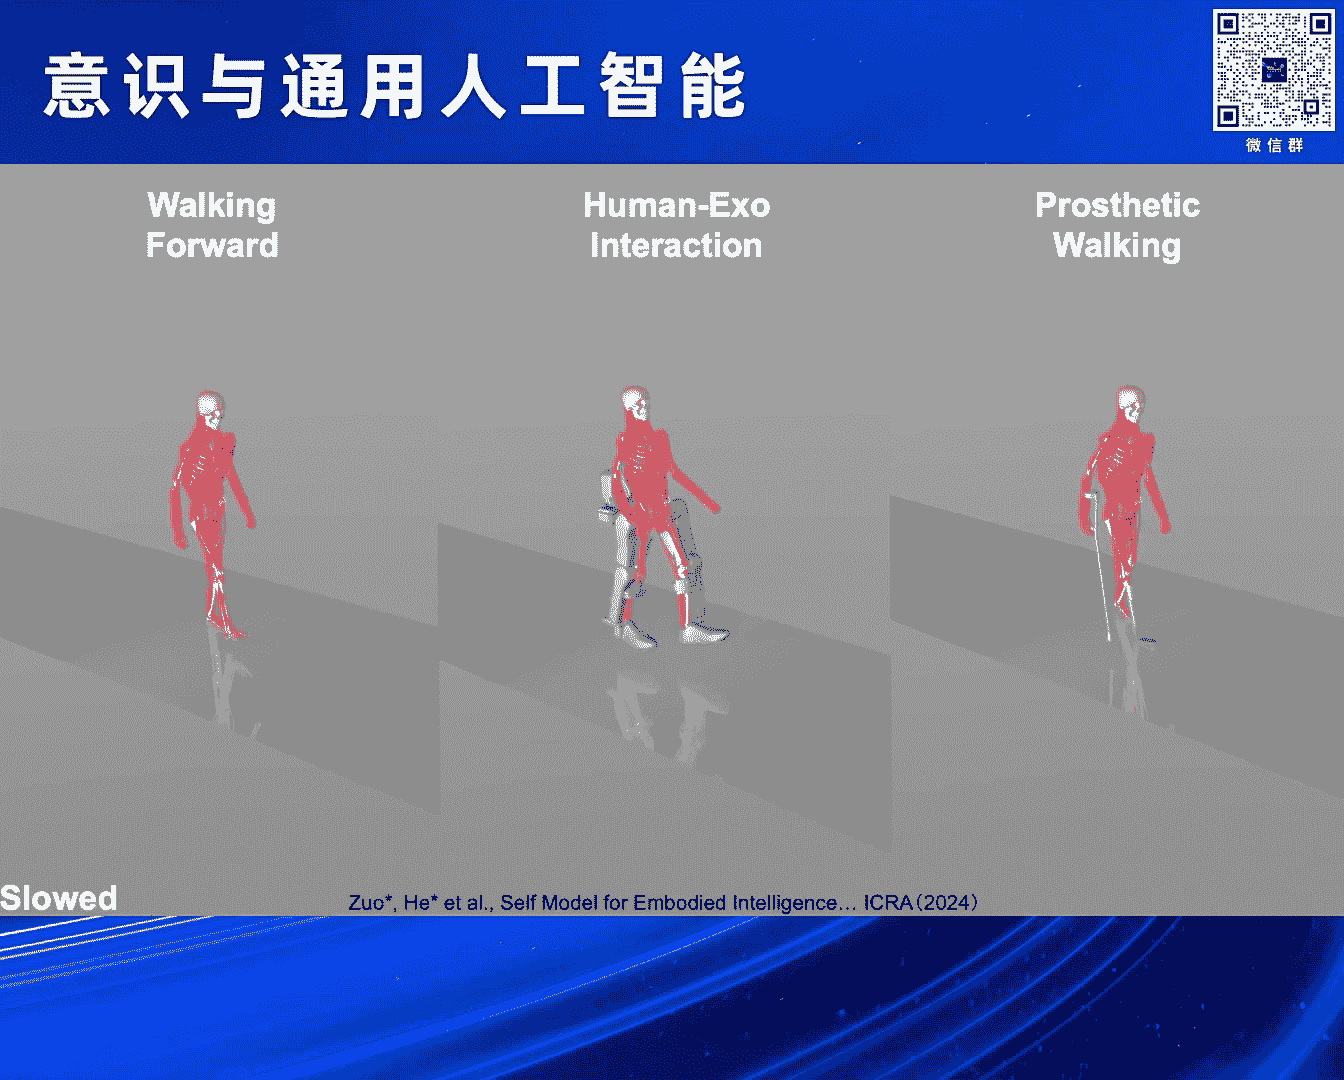 意识与通用人工智能
微信群
Walking
Forward
Human-Exo
Interaction
Prosthetic
Walking
Slowed
Zuo*, He* et al., Self Model for Embodied Intelligence... ICRA（2024）